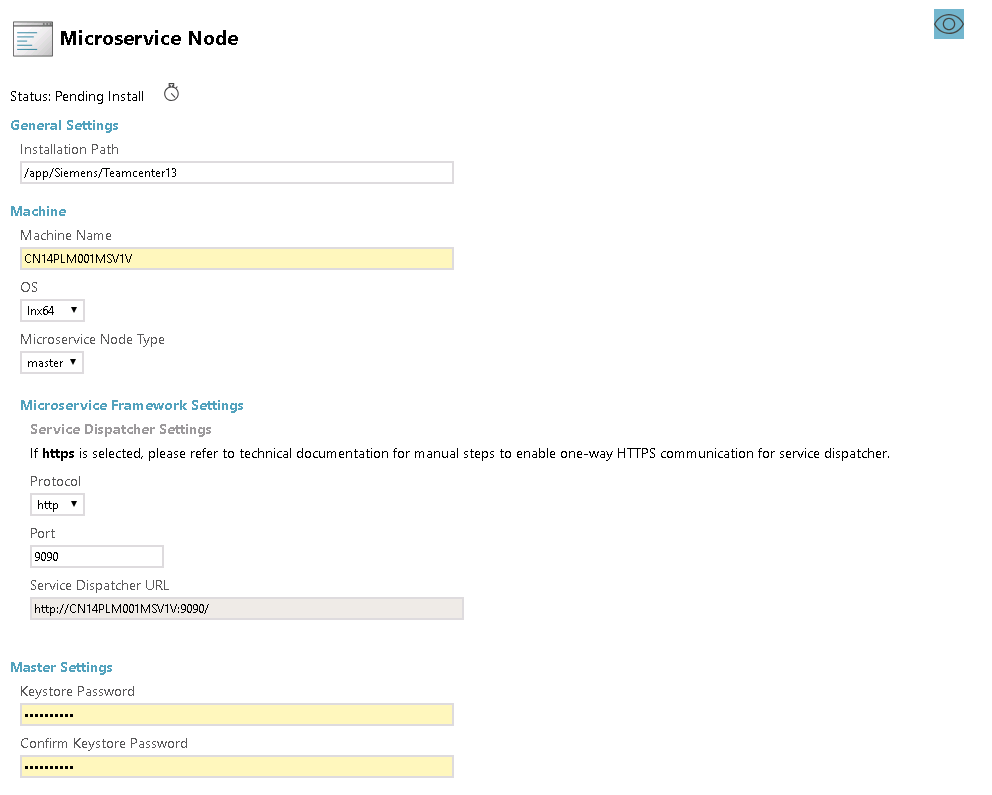 Microservice Node
Status: Pending Install
General Settings
Installation Path
/app/Siemens/Teamcenter13
Machine
Machine Name
CN14PLM001MSV1V
OS
lnx64
Microservice Node Type
master
Microservice Framework Settings
Service Dispatcher Settings
If https is selected, please refer to technical documentation for manual steps to enable one-way HTTPS communication for service dispatcher.
Protocol
http
Port
9090
Service Dispatcher URL
http://CN14PLM001MSV1V:9090/
Master Settings
Keystore Password
••••••••••
Confirm Keystore Password
••••••••••